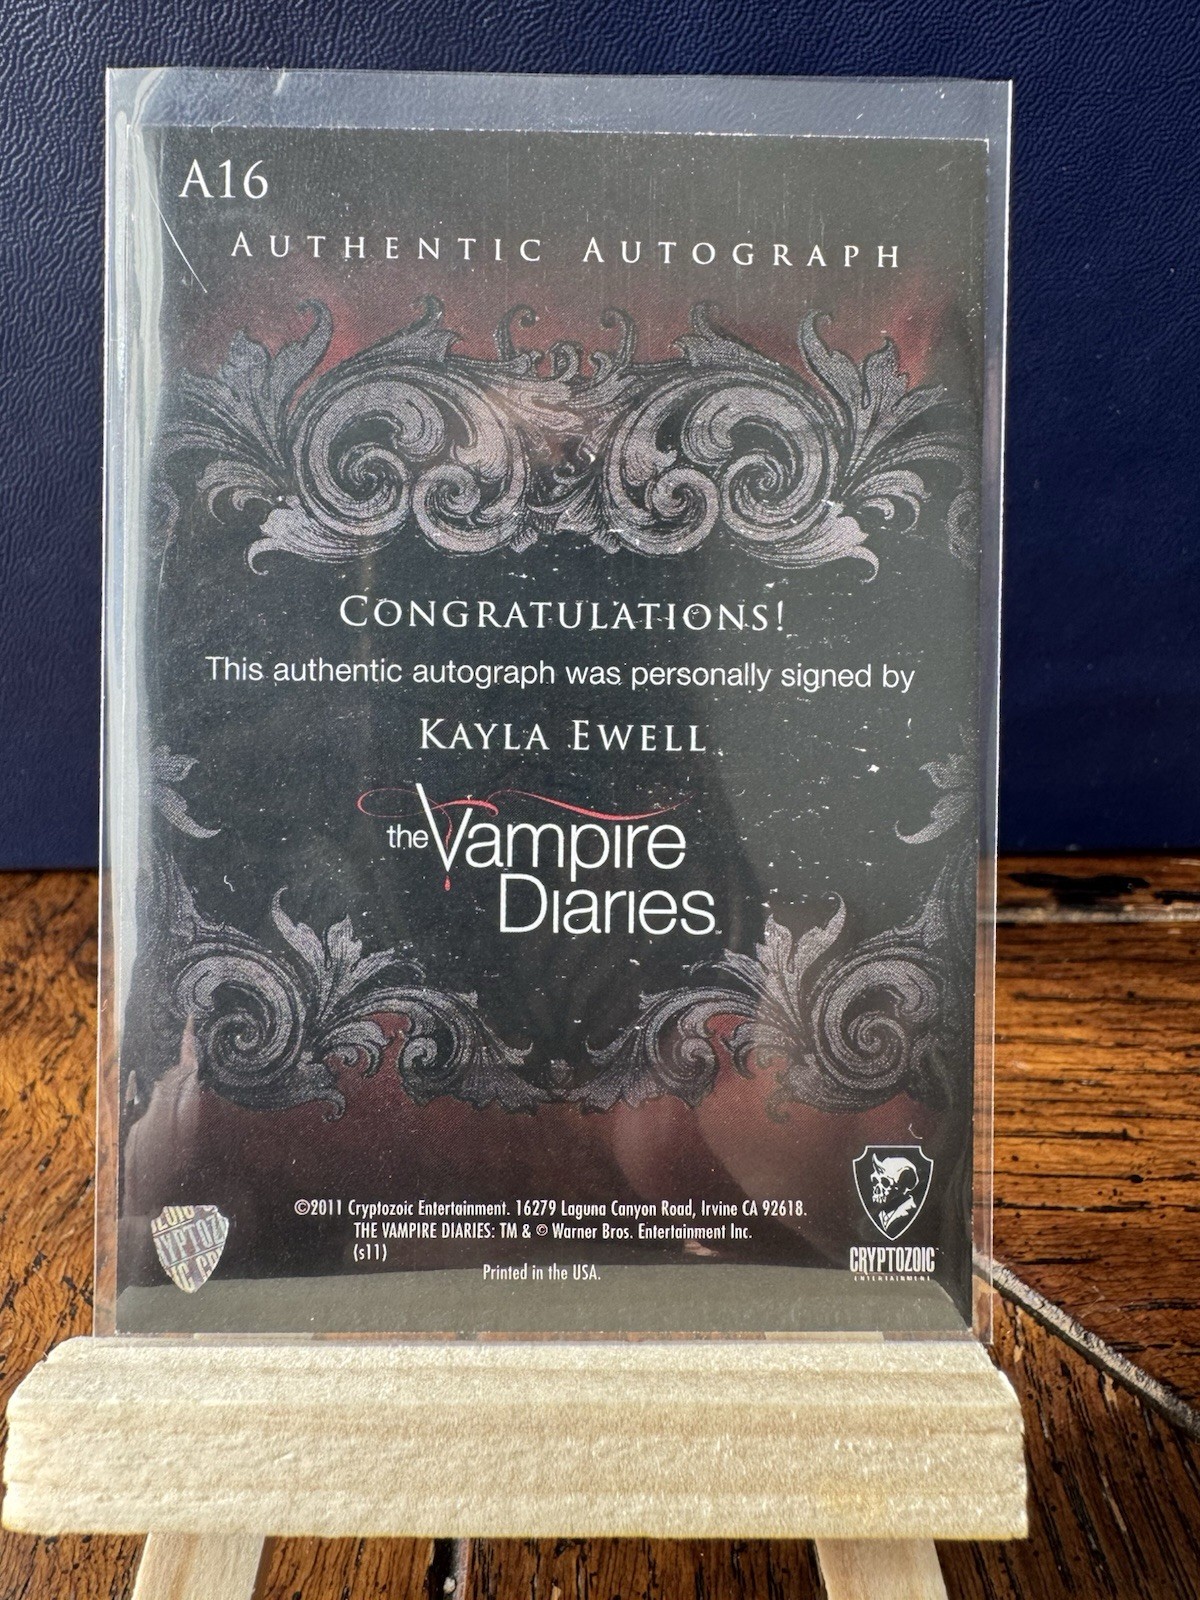 A16
AUTHENTIC AUTOGRAPH
CONGRATULATIONS!
This authentic autograph was personally signed by
KAYLA EWELL
the Vampire
Diaries™
©2011 Cryptozoic Entertainment. 16279 Laguna Canyon Road, Irvine CA 92618.
THE VAMPIRE DIARIES: TM & © Warner Bros. Entertainment Inc.
(s11)
Printed in the USA.
CRYPTOZOIC
ENTERTAINMENT